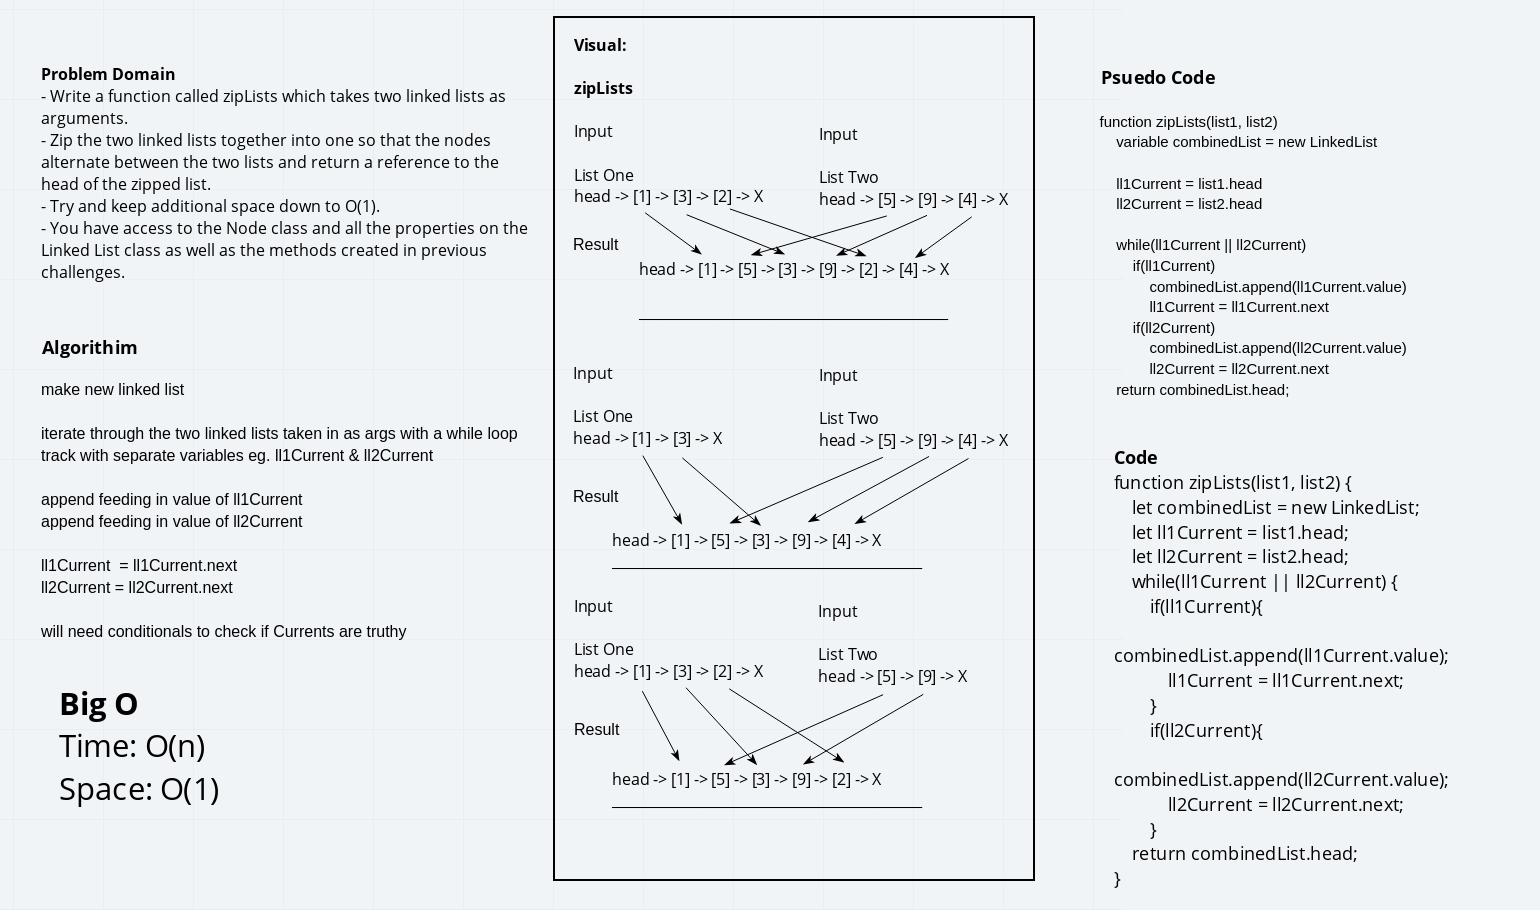 Problem Domain
- Write a function called zipLists which takes two linked lists as
arguments.
- Zip the two linked lists together into one so that the nodes
alternate between the two lists and return a reference to the
head of the zipped list.
- Try and keep additional space down to O(1).
- You have access to the Node class and all the properties on the
Linked List class as well as the methods created in previous
challenges.
Algorithim
make new linked list
iterate through the two linked lists taken in as args with a while loop
track with separate variables eg. ll1Current & ll2Current
append feeding in value of ll1Current
append feeding in value of ll2Current
ll1Current  = ll1Current.next
ll2Current = ll2Current.next
will need conditionals to check if Currents are truthy
Big O
Time: O(n)
Space: O(1)
Visual:
zipLists
Input
List One
head -> [1] -> [3] -> [2] -> X
Input
List Two
head -> [5] -> [9] -> [4] -> X
Result
head -> [1] -> [5] -> [3] -> [9] -> [2] -> [4] -> X
Input
List One
head -> [1] -> [3] -> X
Input
List Two
head -> [5] -> [9] -> [4] -> X
Result
head -> [1] -> [5] -> [3] -> [9] -> [4] -> X
Input
List One
head -> [1] -> [3] -> [2] -> X
Input
List Two
head -> [5] -> [9] -> X
Result
head -> [1] -> [5] -> [3] -> [9] -> [2] -> X
Psuedo Code
function zipLists(list1, list2)
variable combinedList = new LinkedList
ll1Current = list1.head
ll2Current = list2.head
while(ll1Current || ll2Current)
if(ll1Current)
combinedList.append(ll1Current.value)
ll1Current = ll1Current.next
if(ll2Current)
combinedList.append(ll2Current.value)
ll2Current = ll2Current.next
return combinedList.head;
Code
function zipLists(list1, list2) {
let combinedList = new LinkedList;
let ll1Current = list1.head;
let ll2Current = list2.head;
while(ll1Current || ll2Current) {
if(ll1Current){
combinedList.append(ll1Current.value);
ll1Current = ll1Current.next;
}
if(ll2Current){
combinedList.append(ll2Current.value);
ll2Current = ll2Current.next;
}
return combinedList.head;
}